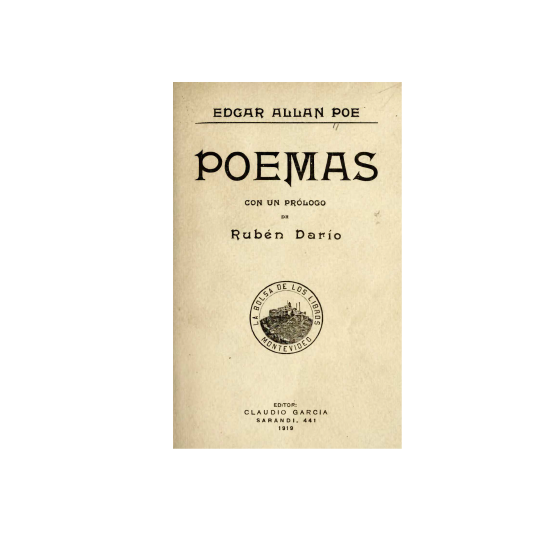 EDGAR ALLAN POE
POEMAS
CON UN PRÓLOGO
DE
Rubén Darío
LA BOLSA DE LOS LIBROS
MONTEVIDEO
EDITOR:
CLAUDIO GARCIA
SARANDI, 441
1919